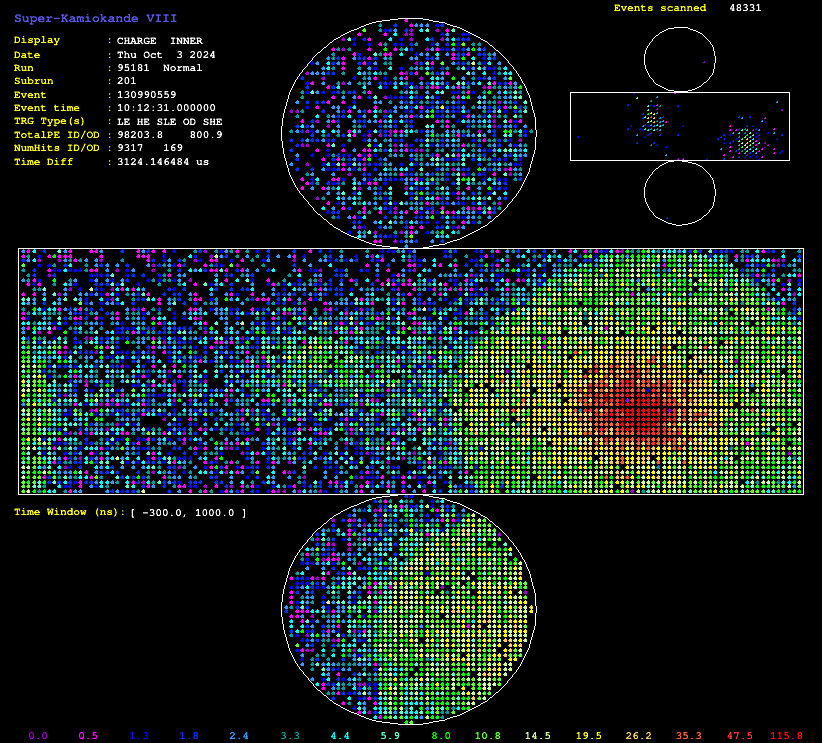 Super-Kamiokande VIII
Events scanned 48331
Display : CHARGE INNER
Date : Thu Oct 3 2024
Run : 95181 Normal
Subrun : 201
Event : 130990559
Event time : 10:12:31.000000
TRG Type(s) : LE HE SLE OD SHE
TotalPE ID/OD : 98203.8 800.9
NumHits ID/OD : 9317 169
Time Diff : 3124.146484 us
Time Window (ns): [ -300.0, 1000.0 ]
0.0 0.5 1.3 1.8 2.4 3.3 4.4 5.9 8.0 10.8 14.5 19.5 26.2 35.3 47.5 115.8